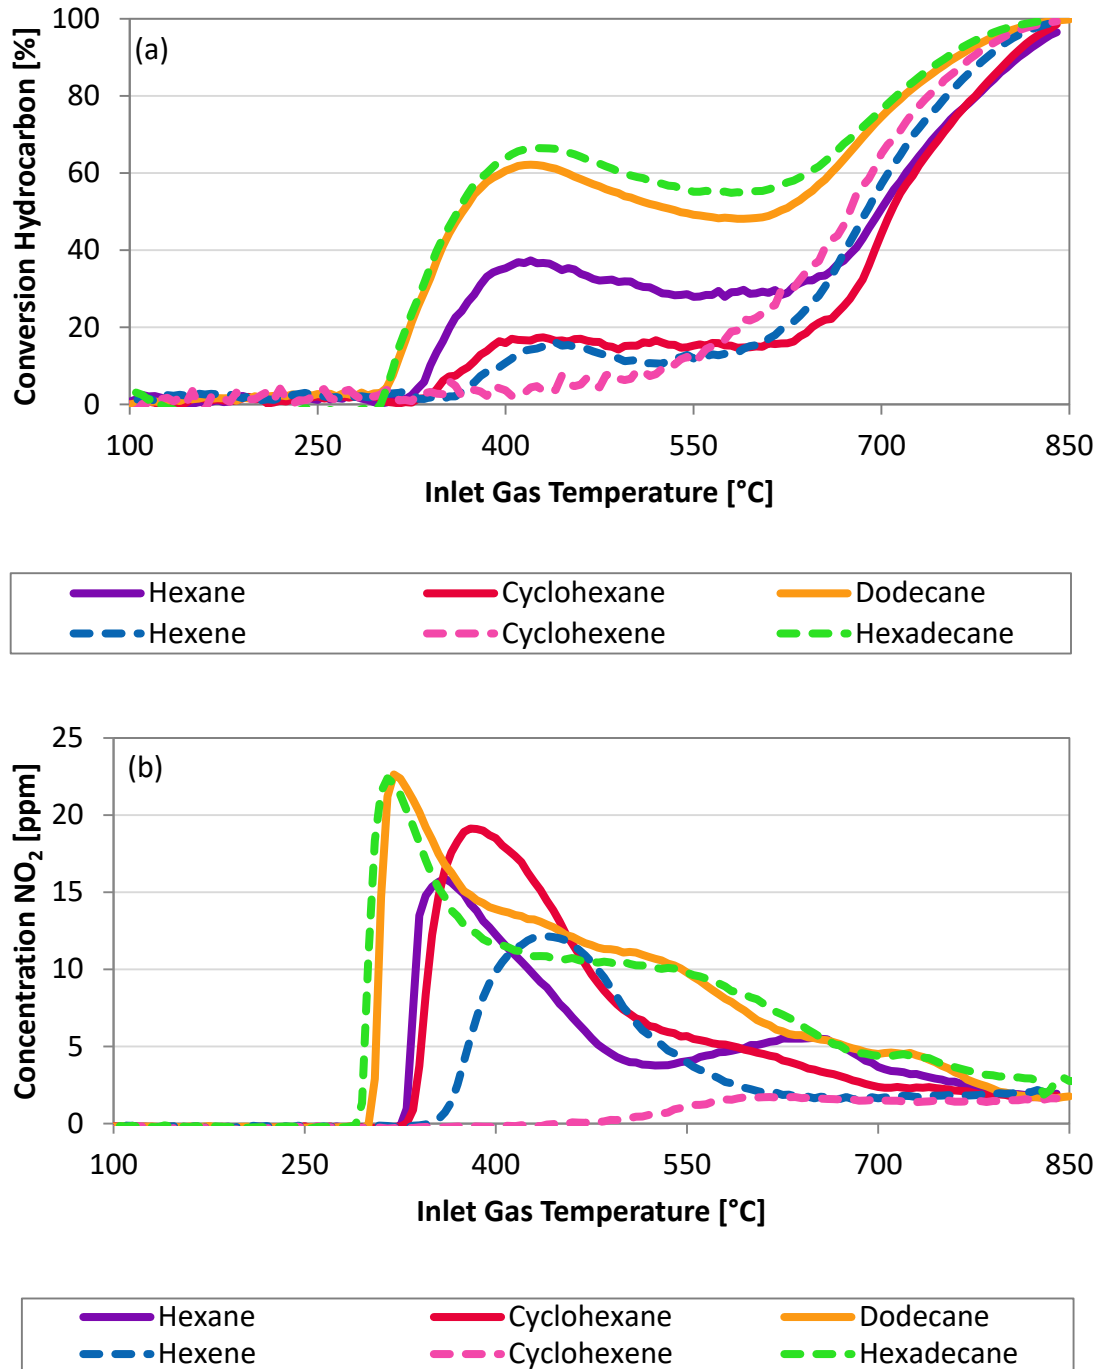 (a)
Conversion Hydrocarbon [%]
100
80
60
40
20
0
100 250 400 550 700 850
Inlet Gas Temperature [°C]
Hexane Cyclohexane Dodecane
Hexene Cyclohexene Hexadecane
(b)
Concentration NO₂ [ppm]
25
20
15
10
5
0
100 250 400 550 700 850
Inlet Gas Temperature [°C]
Hexane Cyclohexane Dodecane
Hexene Cyclohexene Hexadecane